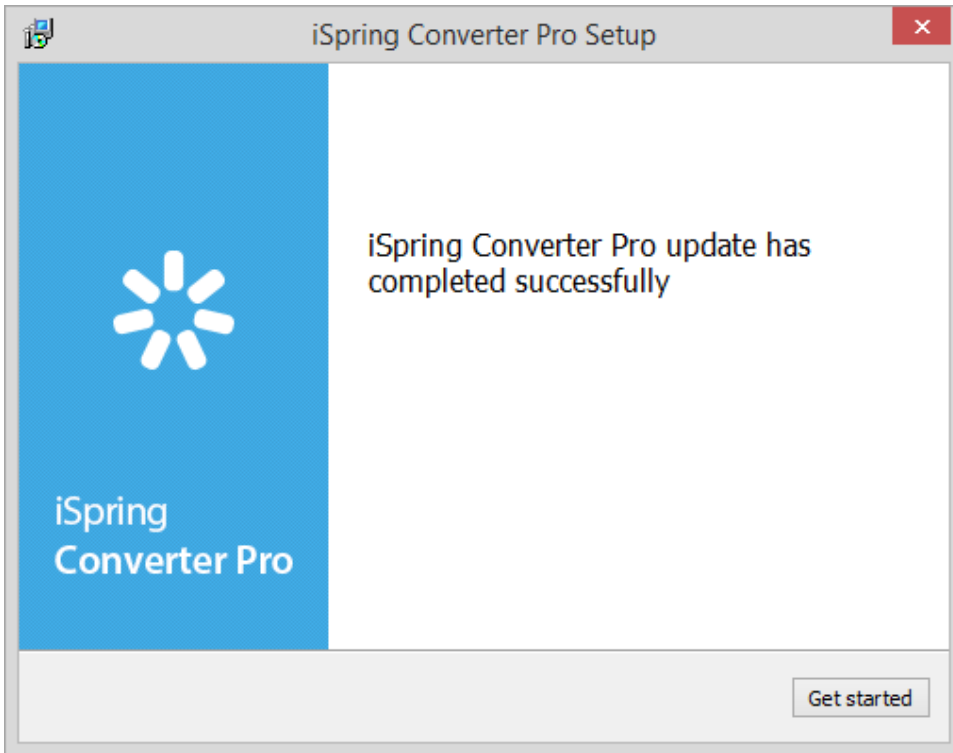 iSpring Converter Pro Setup
iSpring Converter Pro update has
completed successfully
iSpring
Converter Pro
Get started